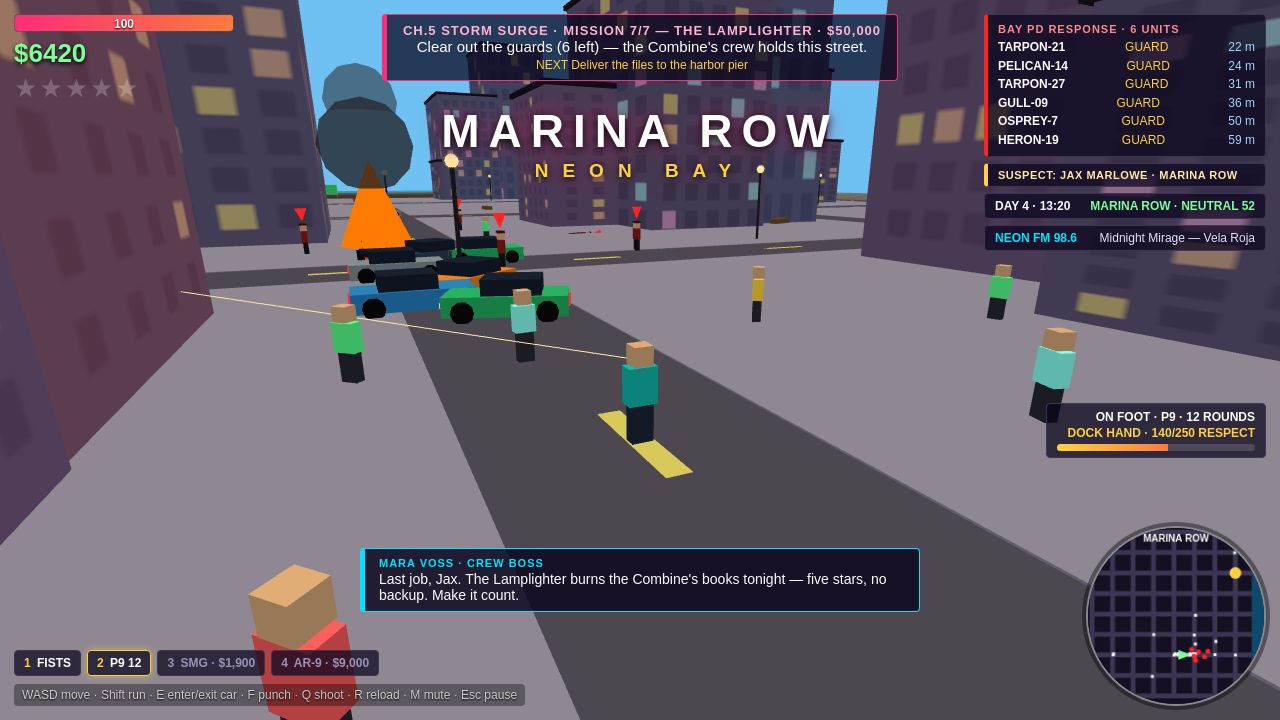 100
$6420
CH.5 STORM SURGE · MISSION 7/7 — THE LAMPLIGHTER · $50,000
Clear out the guards (6 left) — the Combine's crew holds this street.
NEXT Deliver the files to the harbor pier
MARINA ROW
NEON BAY
BAY PD RESPONSE · 6 UNITS
TARPON-21 GUARD 22 m
PELICAN-14 GUARD 24 m
TARPON-27 GUARD 31 m
GULL-09 GUARD 36 m
OSPREY-7 GUARD 50 m
HERON-19 GUARD 59 m
SUSPECT: JAX MARLOWE · MARINA ROW
DAY 4 · 13:20 MARINA ROW · NEUTRAL 52
NEON FM 98.6 Midnight Mirage — Vela Roja
ON FOOT · P9 · 12 ROUNDS
DOCK HAND · 140/250 RESPECT
MARINA ROW
MARA VOSS · CREW BOSS
Last job, Jax. The Lamplighter burns the Combine's books tonight — five stars, no
backup. Make it count.
1 FISTS 2 P9 12 3 SMG · $1,900 4 AR-9 · $9,000
WASD move · Shift run · E enter/exit car · F punch · Q shoot · R reload · M mute · Esc pause